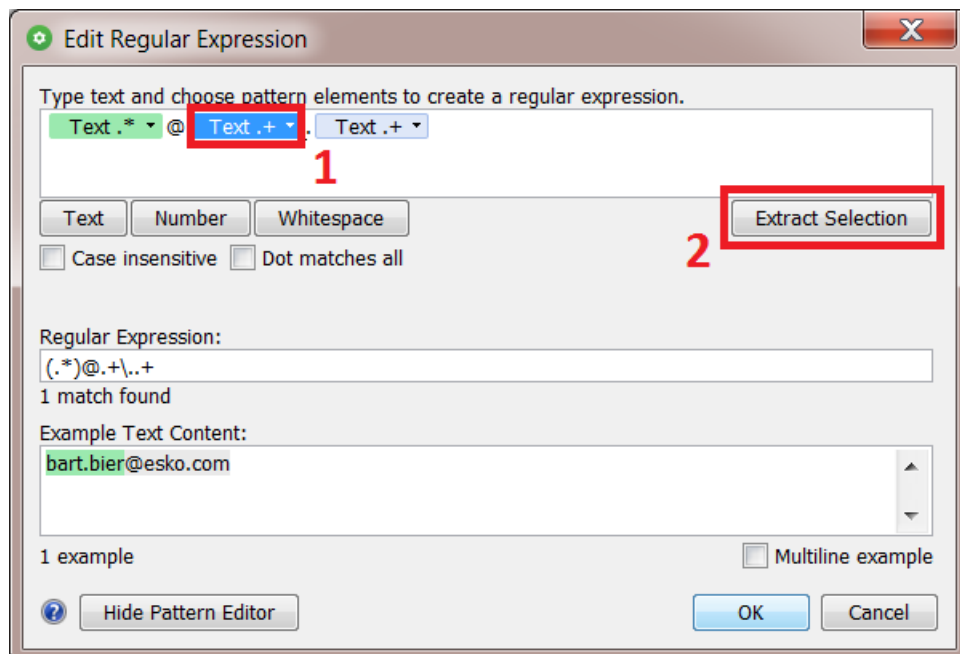 Edit Regular Expression
X
Type text and choose pattern elements to create a regular expression.
Text .* @ Text .+ . Text .+
1
Text Number Whitespace Extract Selection
2
Case insensitive Dot matches all
Regular Expression:
(.*)@.+\..+
1 match found
Example Text Content:
bart.bier@esko.com
1 example Multiline example
? Hide Pattern Editor OK Cancel